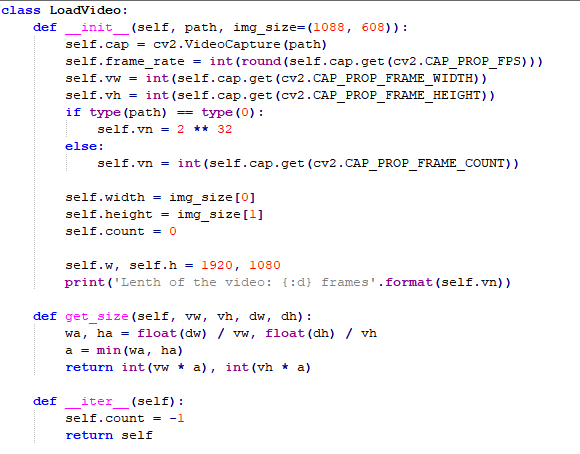 class LoadVideo:
    def __init__(self, path, img_size=(1088, 608)):
        self.cap = cv2.VideoCapture(path)
        self.frame_rate = int(round(self.cap.get(cv2.CAP_PROP_FPS)))
        self.vw = int(self.cap.get(cv2.CAP_PROP_FRAME_WIDTH))
        self.vh = int(self.cap.get(cv2.CAP_PROP_FRAME_HEIGHT))
        if type(path) == type(0):
            self.vn = 2 ** 32
        else:
            self.vn = int(self.cap.get(cv2.CAP_PROP_FRAME_COUNT))

        self.width = img_size[0]
        self.height = img_size[1]
        self.count = 0

        self.w, self.h = 1920, 1080
        print('Lenth of the video: {:d} frames'.format(self.vn))

    def get_size(self, vw, vh, dw, dh):
        wa, ha = float(dw) / vw, float(dh) / vh
        a = min(wa, ha)
        return int(vw * a), int(vh * a)

    def __iter__(self):
        self.count = -1
        return self